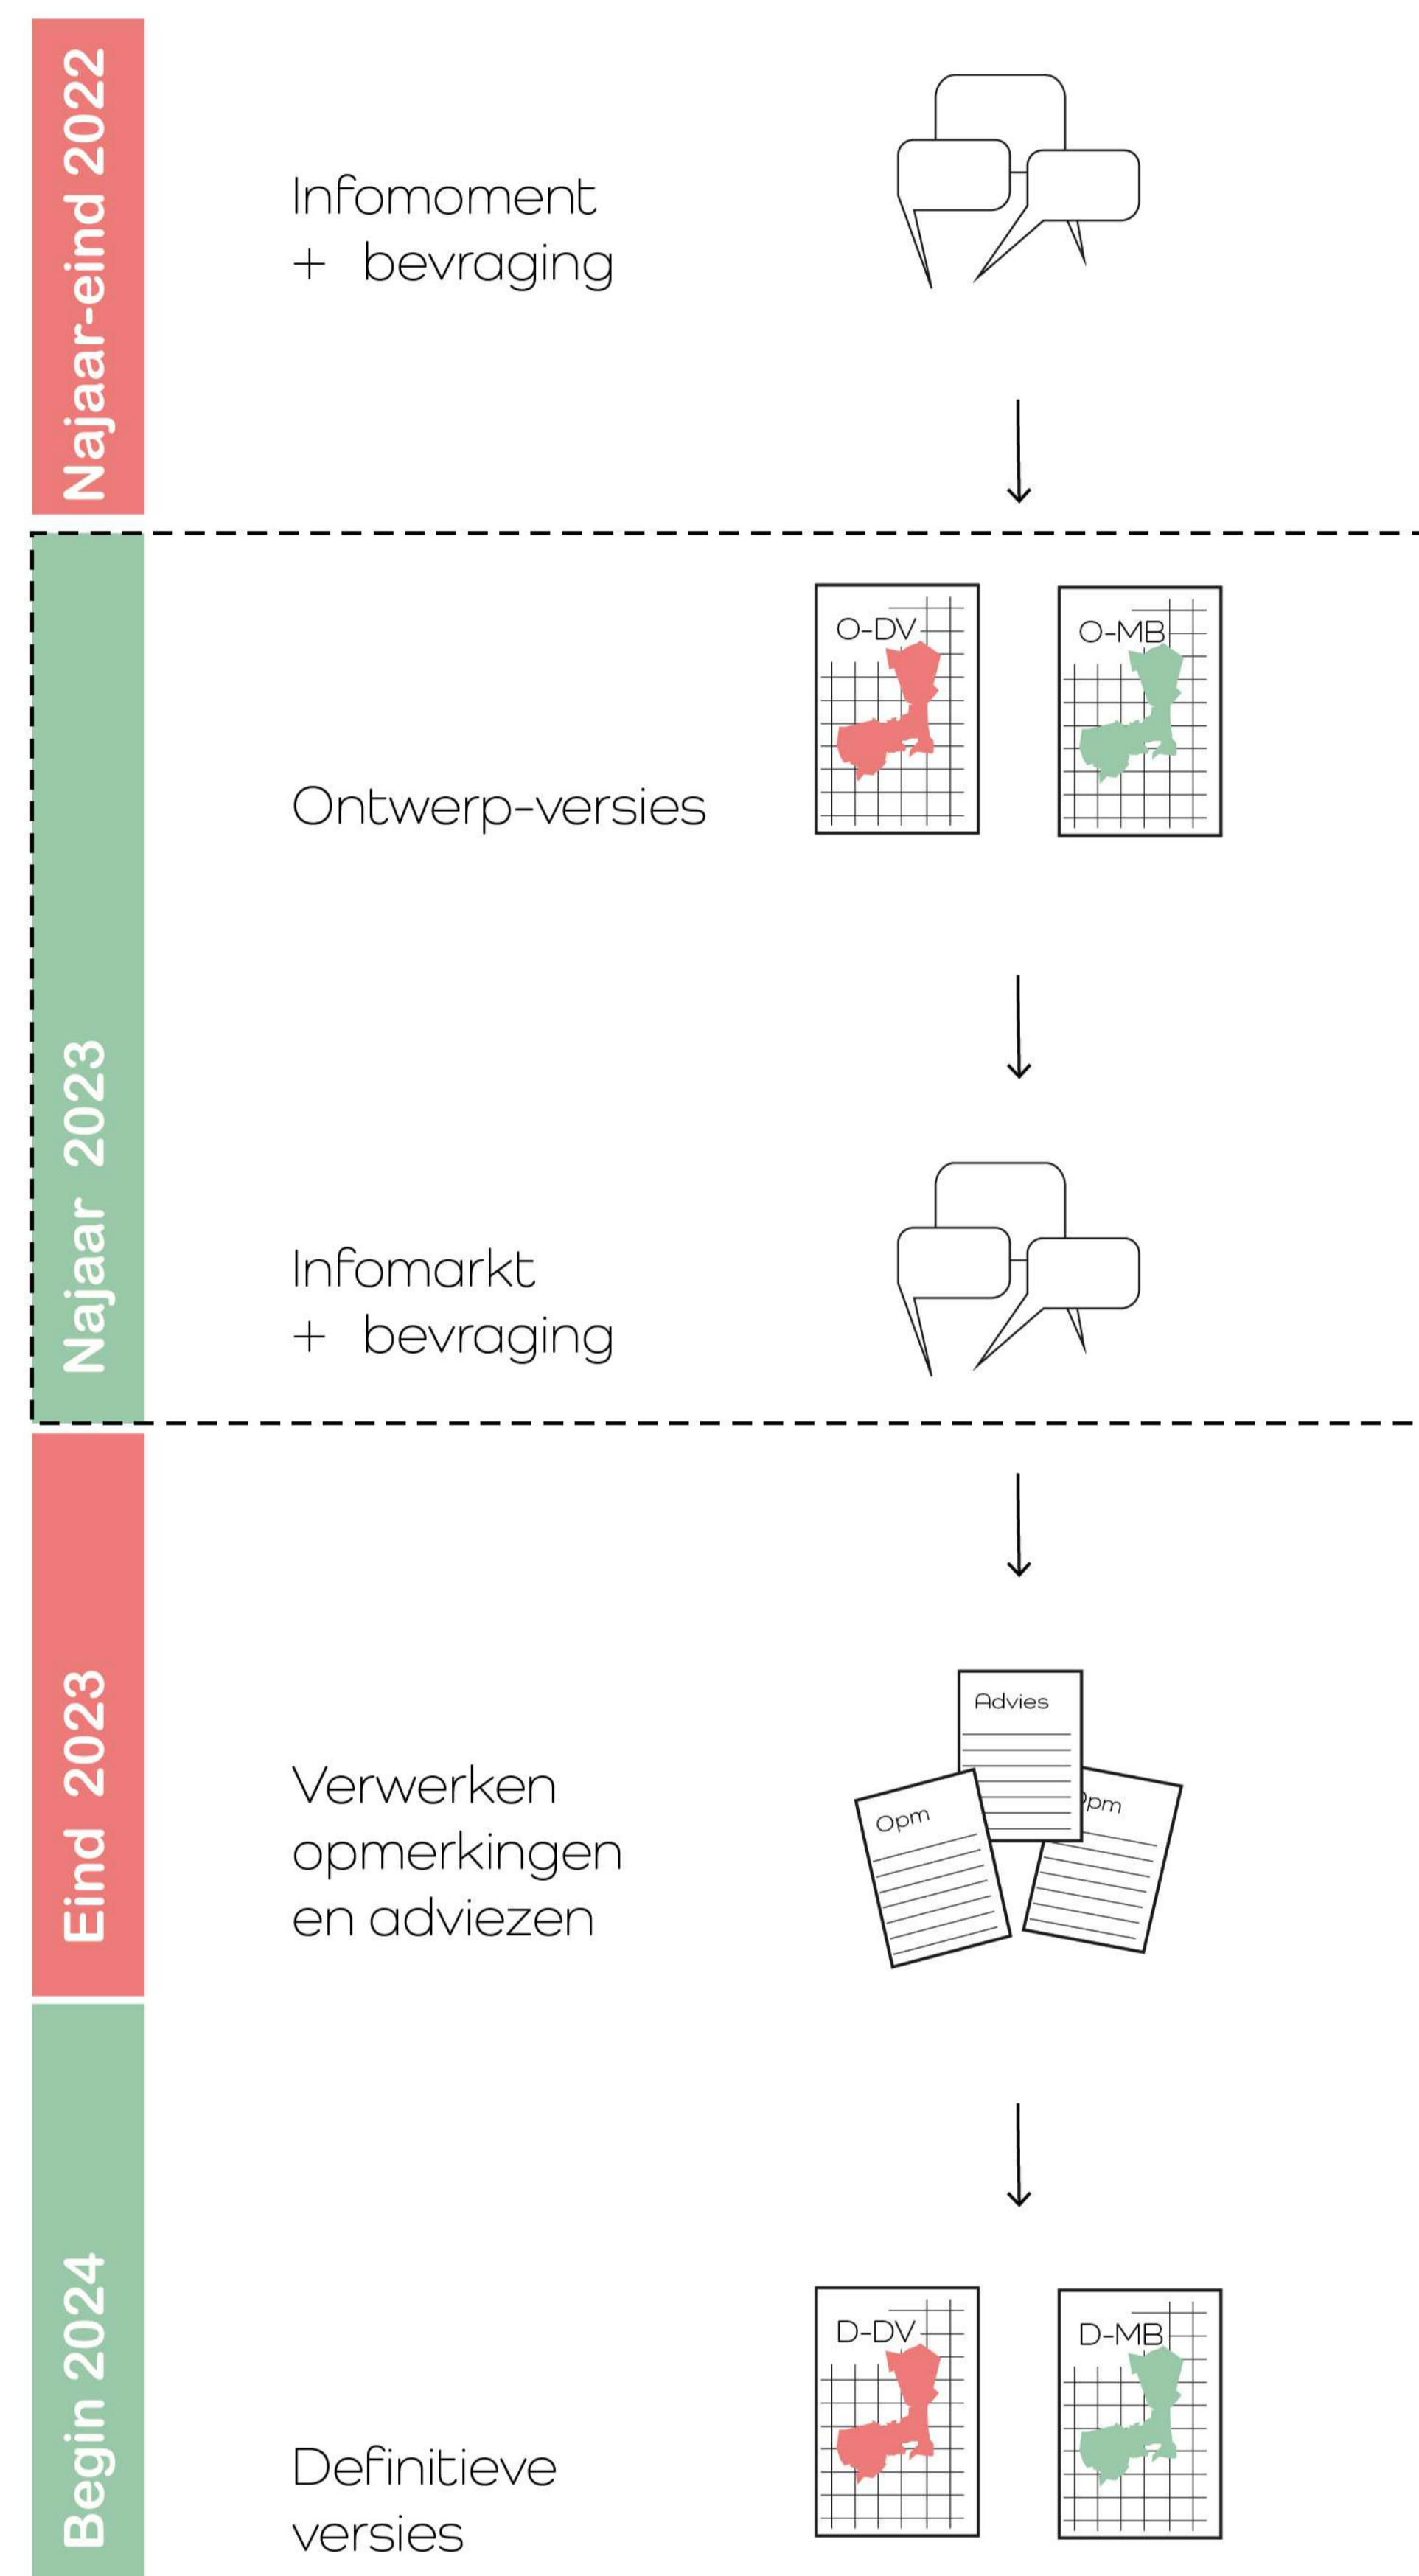 Najaar-eind 2022
Infomoment
+ bevraging
Najaar 2023
O-DV
O-MB
Ontwerp-versies
Infomarkt
+ bevraging
Eind 2023
Advies
Opm
Verwerken
opmerkingen
en adviezen
Begin 2024
D-DV
D-MB
Definitieve
versies